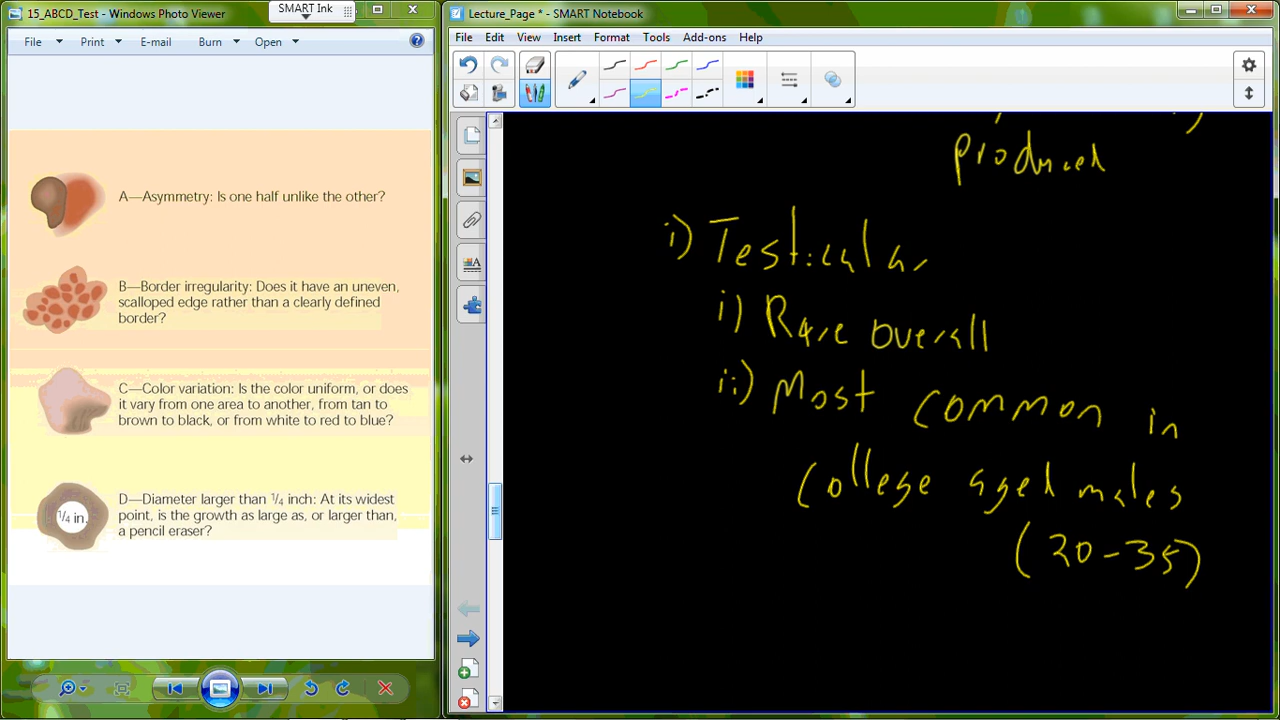 15_ABCD_Test - Windows Photo Viewer
SMART Ink
File Print E-mail Burn Open
A—Asymmetry: Is one half unlike the other?
B—Border irregularity: Does it have an uneven,
scalloped edge rather than a clearly defined
border?
C—Color variation: Is the color uniform, or does
it vary from one area to another, from tan to
brown to black, or from white to red to blue?
1/4 in.
D—Diameter larger than 1/4 inch: At its widest
point, is the growth as large as, or larger than,
a pencil eraser?
Lecture_Page * - SMART Notebook
File Edit View Insert Format Tools Add-ons Help
produced
i) Testicular
i) Rare overall
ii) Most common in
college aged males
(20-35)